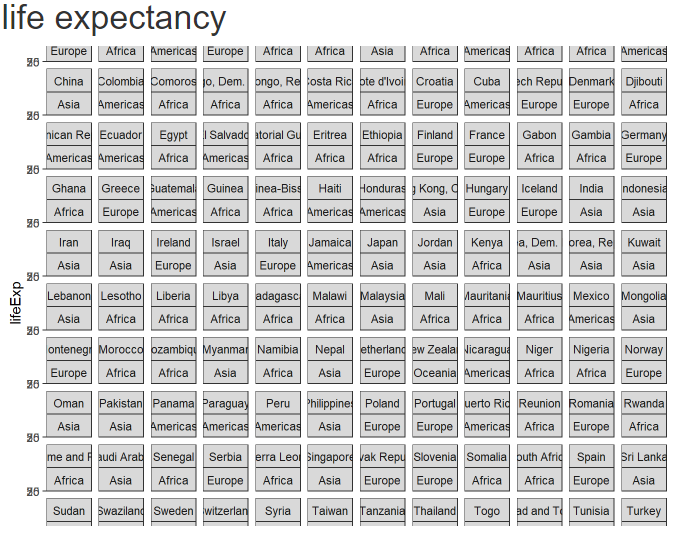 life expectancy
Europe Africa Americas Europe Africa Africa Asia Africa Americas Africa Africa Americas
China Colombia Comoros go, Dem. ongo, Re Costa Ric ote d'Ivoi Croatia Cuba ech Repu Denmark Djibouti
Asia Americas Africa Africa Africa Americas Africa Europe Americas Europe Europe Africa
nican Re Ecuador Egypt l Salvado atorial Gu Eritrea Ethiopia Finland France Gabon Gambia Germany
Americas Americas Africa Americas Africa Africa Africa Europe Europe Africa Africa Europe
Ghana Greece Guatemala Guinea inea-Biss Haiti Honduras g Kong, C Hungary Iceland India ndonesia
Africa Europe Americas Africa Africa Americas Americas Asia Europe Europe Asia Asia
Iran Iraq Ireland Israel Italy Jamaica Japan Jordan Kenya ea, Dem. orea, Re Kuwait
Asia Asia Europe Asia Europe Americas Asia Asia Africa Asia Asia Asia
lifeExp
Lebanon Lesotho Liberia Libya adagasca Malawi Malaysia Mali Mauritania Mauritius Mexico Mongolia
Asia Africa Africa Africa Africa Africa Asia Africa Africa Africa Americas Asia
ontenegr Morocco ozambiqu Myanmar Namibia Nepal etherland ew Zealan Nicaragua Niger Nigeria Norway
Europe Africa Africa Asia Africa Asia Europe Oceania Americas Africa Africa Europe
Oman Pakistan Panama Paraguay Peru Philippines Poland Portugal uerto Ric Reunion Romania Rwanda
Asia Asia Americas Americas Americas Asia Europe Europe Americas Africa Europe Africa
me and P audi Arab Senegal Serbia erra Leon Singapore vak Repu Slovenia Somalia outh Afric Spain Sri Lanka
Africa Asia Africa Europe Africa Asia Europe Europe Africa Africa Europe Asia
Sudan Swaziland Sweden witzerlan Syria Taiwan Tanzania Thailand Togo ad and To Tunisia Turkey